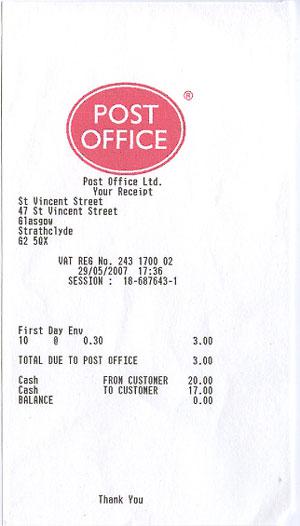 POST
OFFICE
®
Post Office Ltd.
Your Receipt
St Vincent Street
47 St Vincent Street
Glasgow
Strathclyde
G2 5QX
VAT REG No. 243 1700 02
29/05/2007 17:36
SESSION : 18-687643-1
First Day Env
10 @ 0.30 3.00
TOTAL DUE TO POST OFFICE 3.00
Cash FROM CUSTOMER 20.00
Cash TO CUSTOMER 17.00
BALANCE 0.00
Thank You